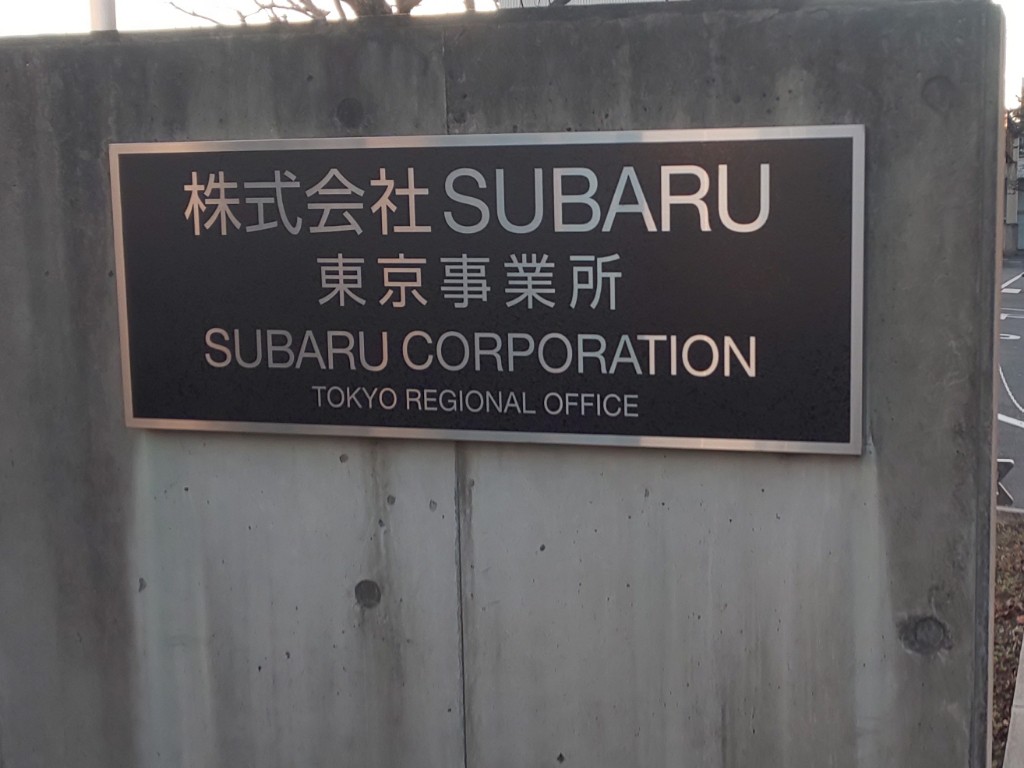 株式会社SUBARU
東京事業所
SUBARU CORPORATION
TOKYO REGIONAL OFFICE